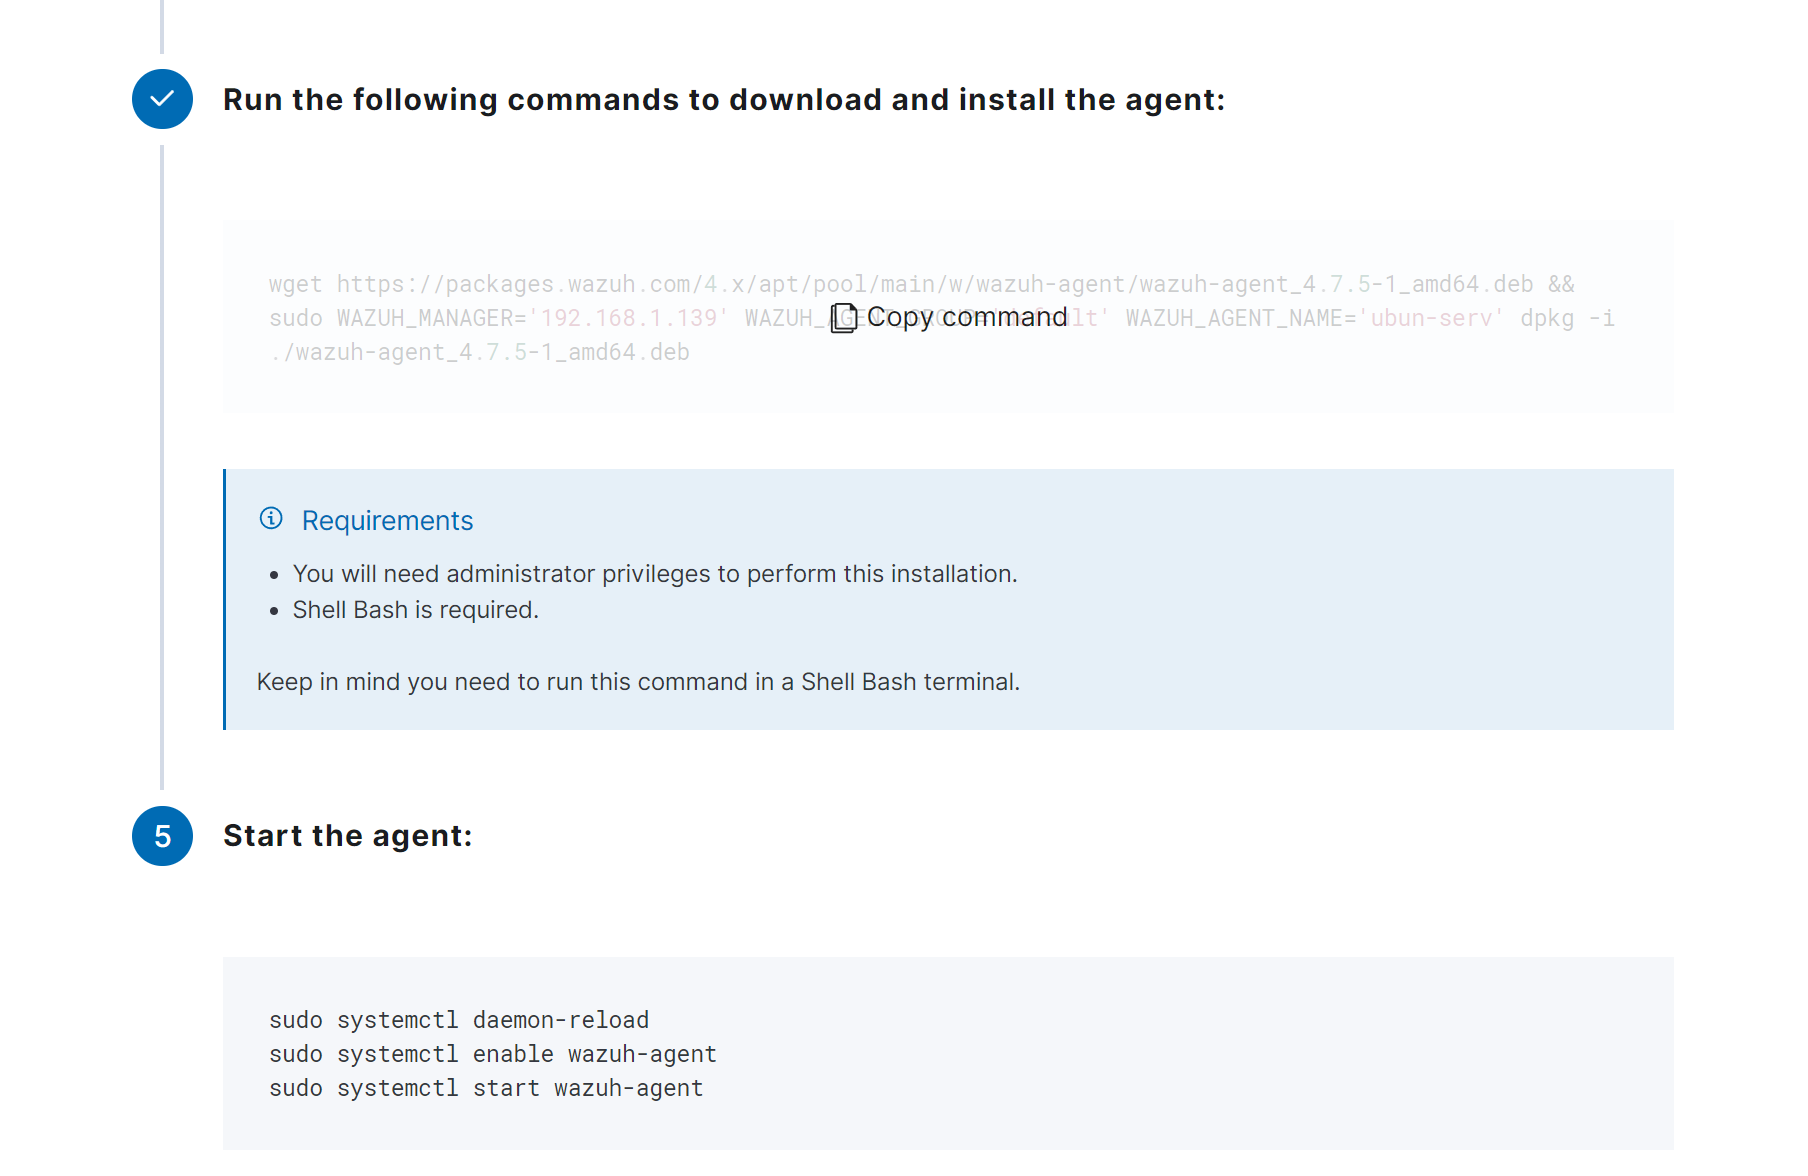 Run the following commands to download and install the agent:
wget https://packages.wazuh.com/4.x/apt/pool/main/w/wazuh-agent/wazuh-agent_4.7.5-1_amd64.deb &&
sudo WAZUH_MANAGER='192.168.1.139' WAZUH_AGENT_GROUP='default' WAZUH_AGENT_NAME='ubun-serv' dpkg -i
Copy command
./wazuh-agent_4.7.5-1_amd64.deb
Requirements
• You will need administrator privileges to perform this installation.
• Shell Bash is required.
Keep in mind you need to run this command in a Shell Bash terminal.
5 Start the agent:
sudo systemctl daemon-reload
sudo systemctl enable wazuh-agent
sudo systemctl start wazuh-agent